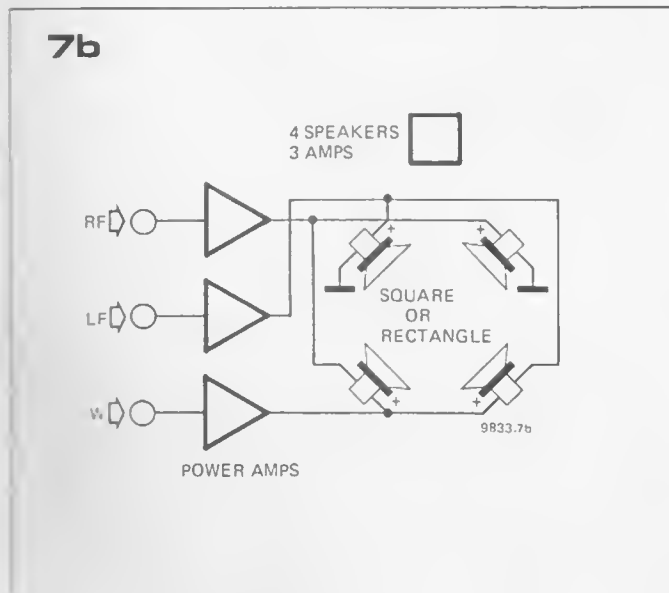 7b
4 SPEAKERS
3 AMPS
RF
+
+
LF
SQUARE
OR
RECTANGLE
W
+
+
9833.7b
POWER AMPS